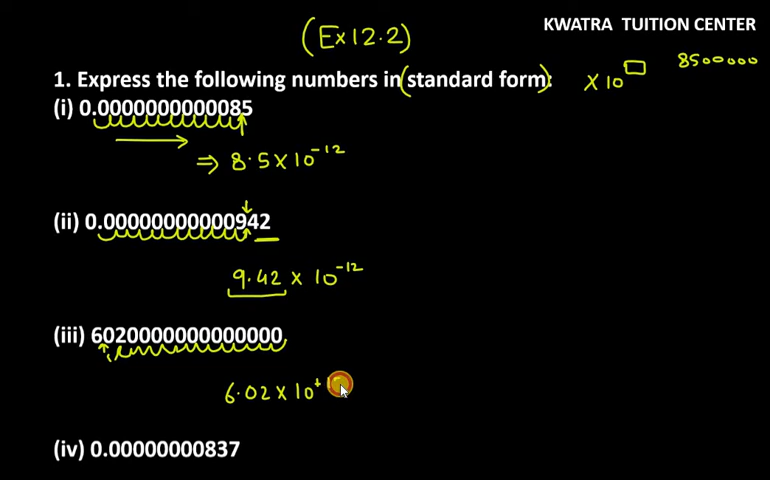 KWATRA TUITION CENTER
(Ex 12.2)
8500000
1. Express the following numbers in (standard form): × 10
(i) 0.0000000000085
⇒ 8.5 × 10⁻¹²
(ii) 0.00000000000942
9.42 × 10⁻¹²
(iii) 6020000000000000.
6.02 × 10⁺
(iv) 0.00000000837